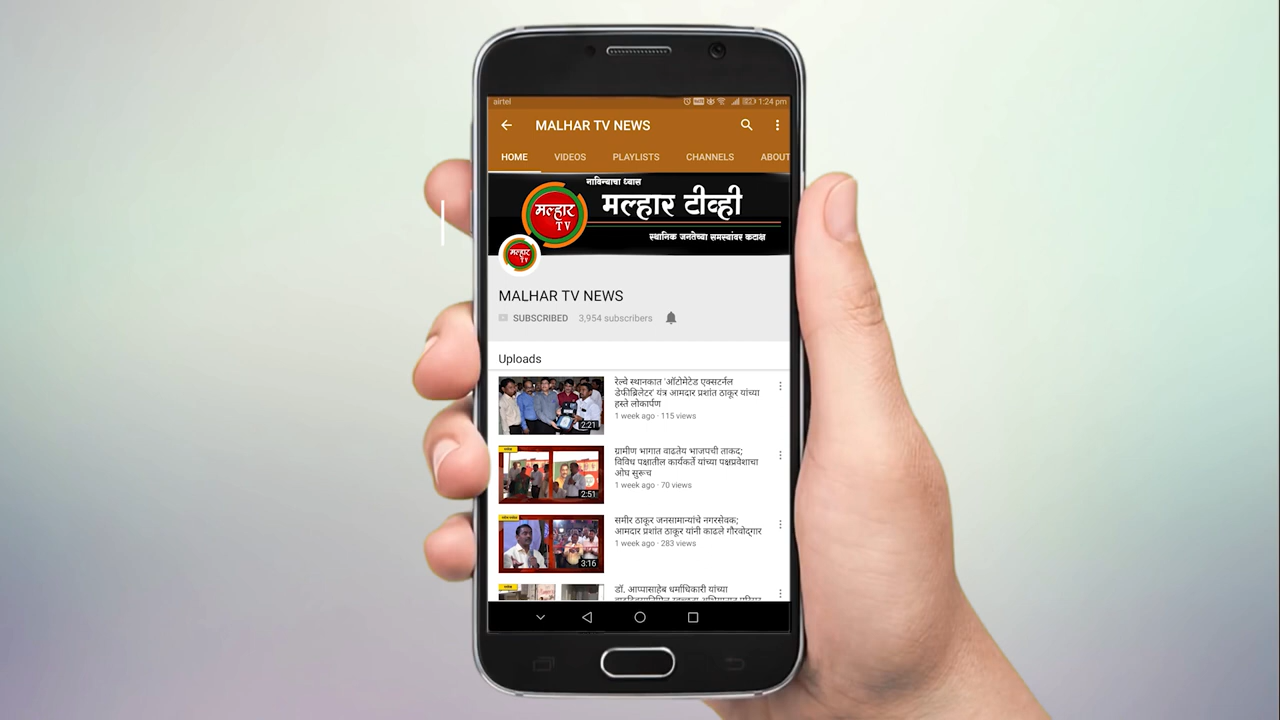 airtel 1:24 pm
MALHAR TV NEWS
HOME VIDEOS PLAYLISTS CHANNELS ABOUT
नाविन्याचा ध्यास
मल्हार टीव्ही
मल्हार
TV
स्थानिक जनतेच्या समस्यांवर कटाक्ष
मल्हार
TV
MALHAR TV NEWS
SUBSCRIBED 3,954 subscribers
Uploads
रेल्वे स्थानकात 'ऑटोमेटेड एक्सटर्नल
डेफीब्रिलेटर' यंत्र आमदार प्रशांत ठाकूर यांच्या
हस्ते लोकार्पण
1 week ago · 115 views
2:21
ग्रामीण भागात वाढतेय भाजपची ताकद;
विविध पक्षातील कार्यकर्ते यांच्या पक्षप्रवेशाचा
ओघ सुरूच
1 week ago · 70 views
2:51
समीर ठाकूर जनसामान्यांचे नगरसेवक;
आमदार प्रशांत ठाकूर यांनी काढले गौरवोद्गार
1 week ago · 283 views
3:16
डॉ. आप्पासाहेब धर्माधिकारी यांच्या